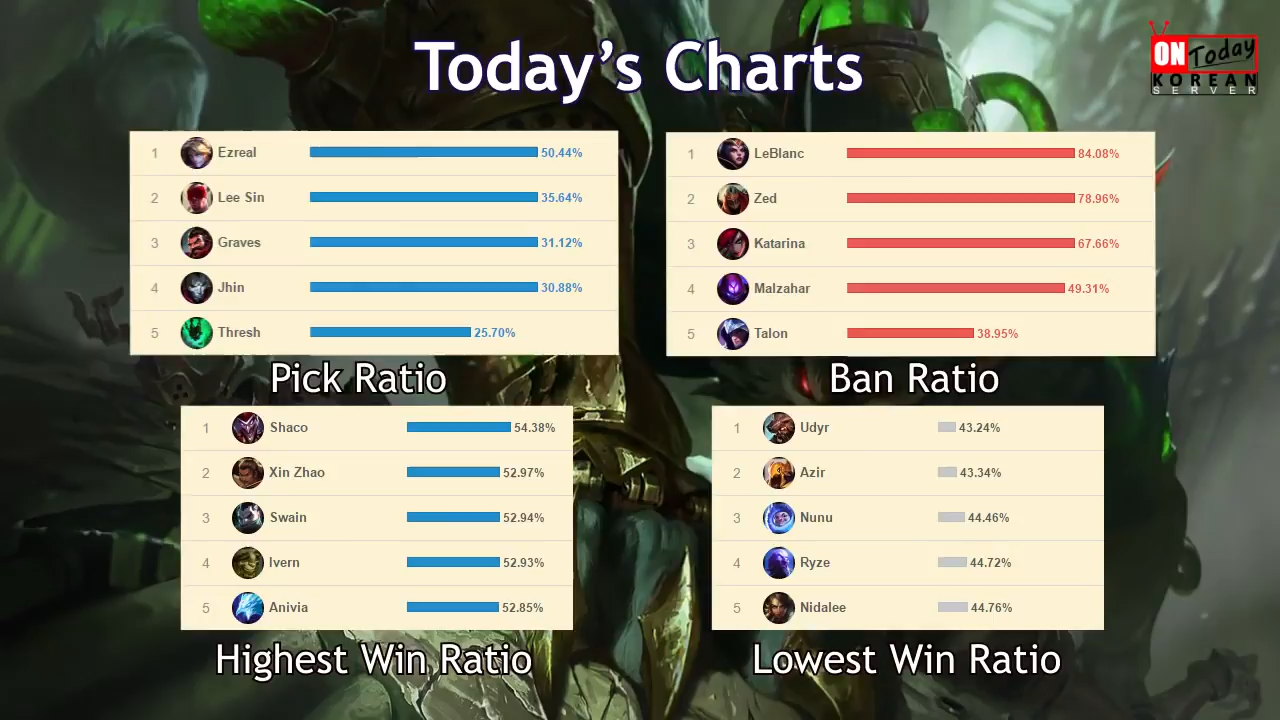 Today's Charts
ON Today
KOREAN
SERVER
1 Ezreal 50.44%
2 Lee Sin 35.64%
3 Graves 31.12%
4 Jhin 30.88%
5 Thresh 25.70%
Pick Ratio
1 LeBlanc 84.08%
2 Zed 78.96%
3 Katarina 67.66%
4 Malzahar 49.31%
5 Talon 38.95%
Ban Ratio
1 Shaco 54.38%
2 Xin Zhao 52.97%
3 Swain 52.94%
4 Ivern 52.93%
5 Anivia 52.85%
Highest Win Ratio
1 Udyr 43.24%
2 Azir 43.34%
3 Nunu 44.46%
4 Ryze 44.72%
5 Nidalee 44.76%
Lowest Win Ratio